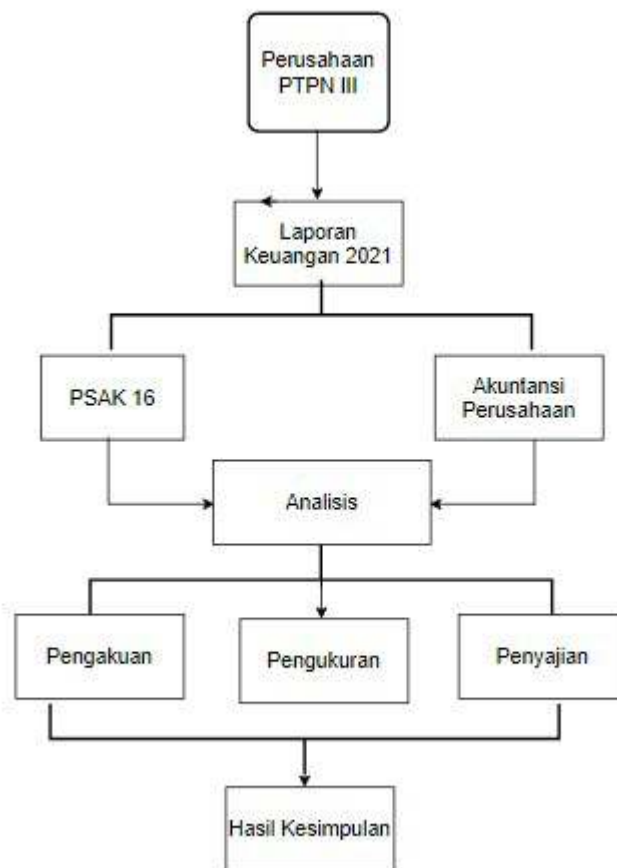 Perusahaan
PTPN III
Laporan
Keuangan 2021
PSAK 16
Akuntansi
Perusahaan
Analisis
Pengakuan
Pengukuran
Penyajian
Hasil Kesimpulan